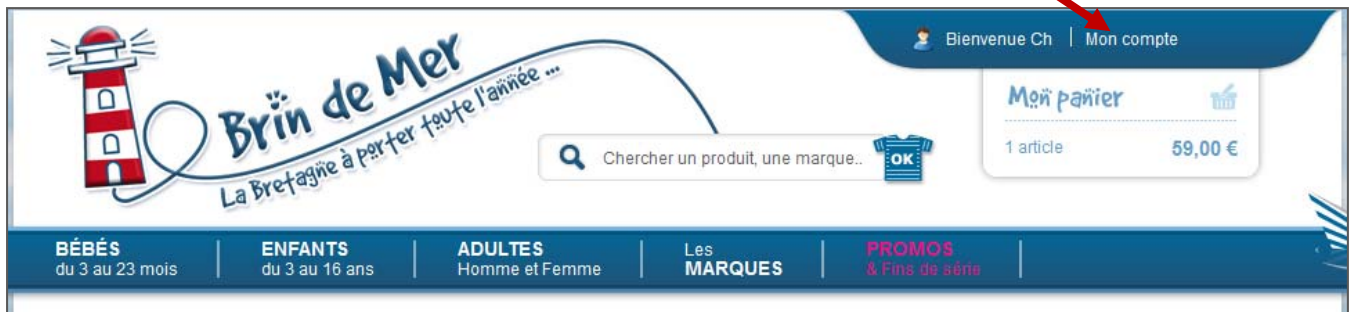 Bienvenue Ch | Mon compte
Brin de Mer
La Bretagne à porter toute l'année ...
Chercher un produit, une marque..
OK
Mon panier
1 article 59,00 €
BÉBÉS
du 3 au 23 mois
ENFANTS
du 3 au 16 ans
ADULTES
Homme et Femme
Les
MARQUES
PROMOS
& Fins de série